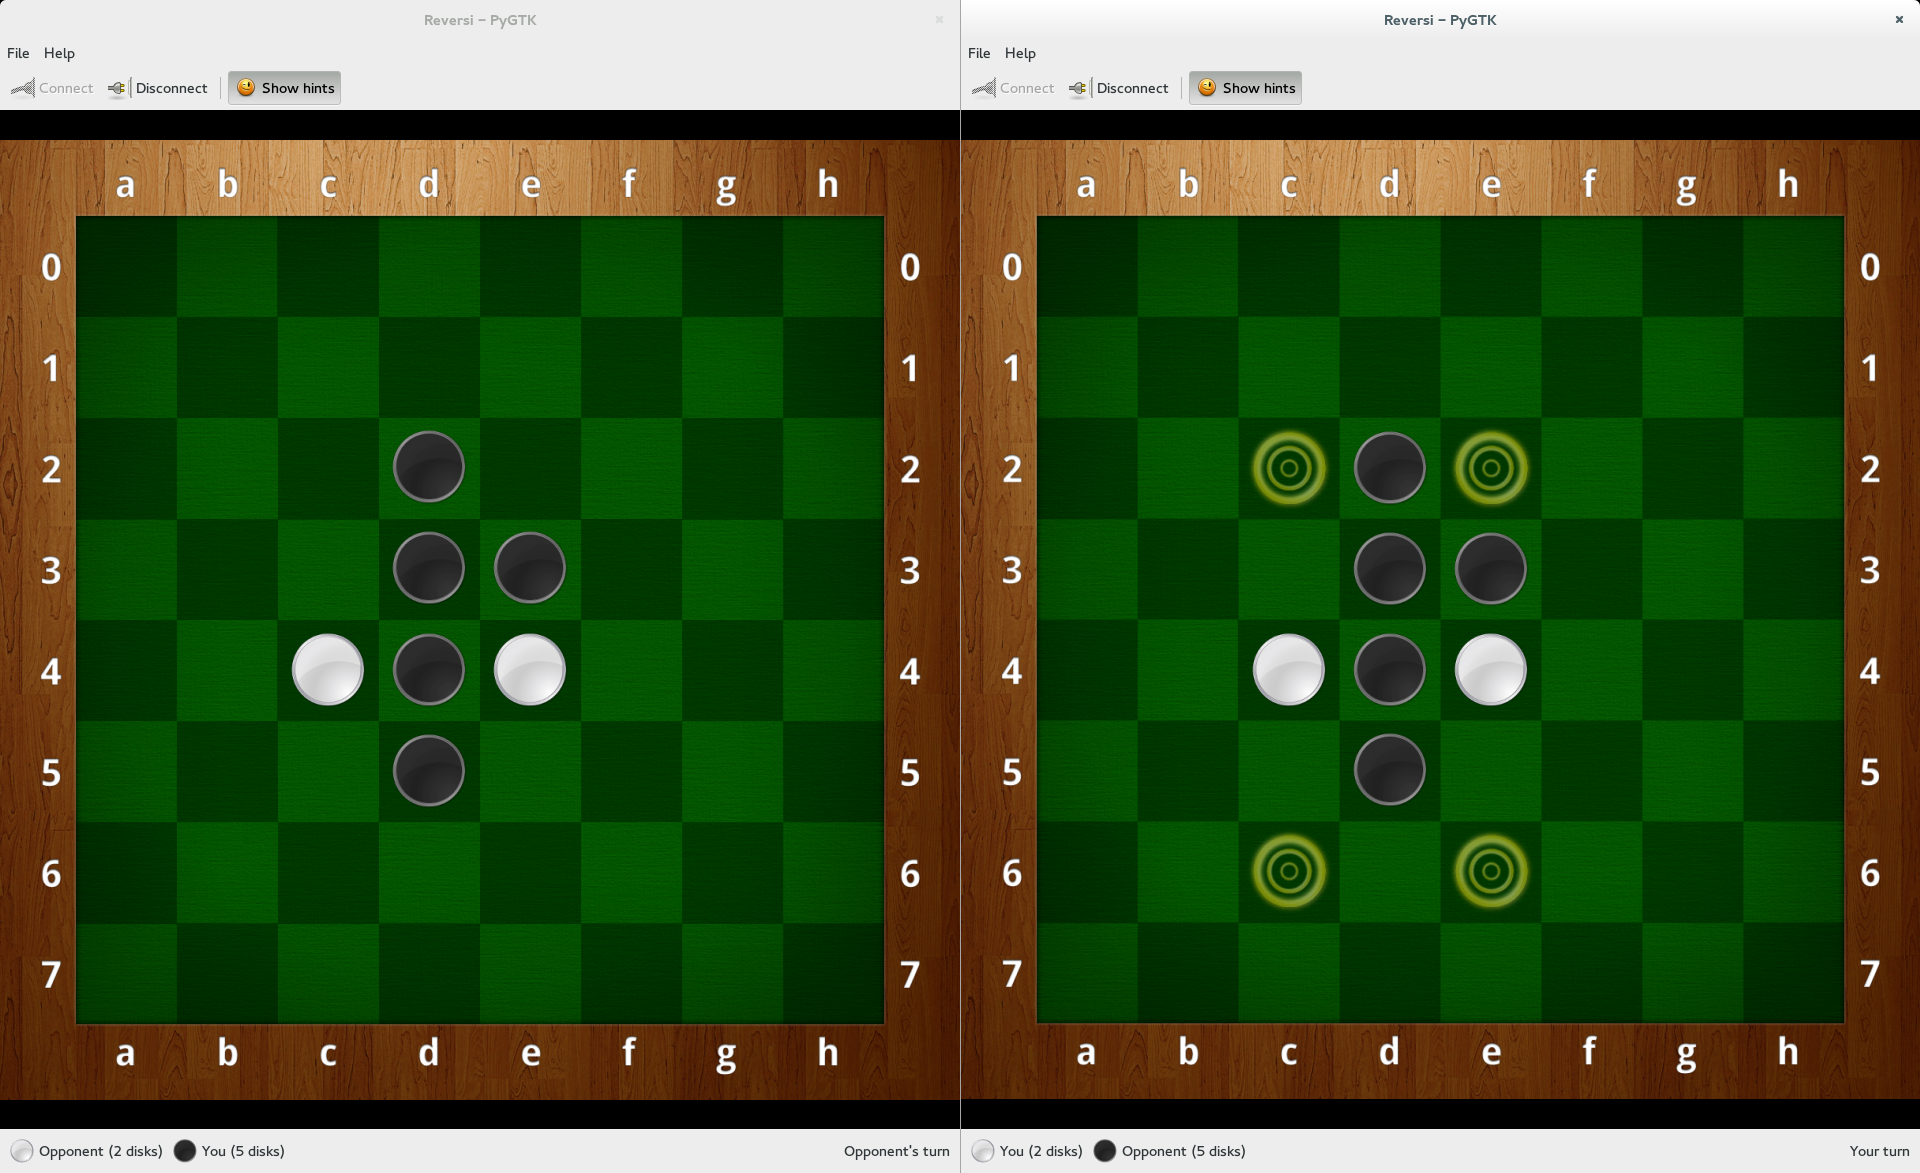 Reversi – PyGTK
File Help
Connect Disconnect Show hints
a b c d e f g h
0 0
1 1
2 2
3 3
4 4
5 5
6 6
7 7
a b c d e f g h
Opponent (2 disks) You (5 disks) Opponent's turn
Reversi – PyGTK
File Help
Connect Disconnect Show hints
a b c d e f g h
0 0
1 1
2 2
3 3
4 4
5 5
6 6
7 7
a b c d e f g h
You (2 disks) Opponent (5 disks) Your turn